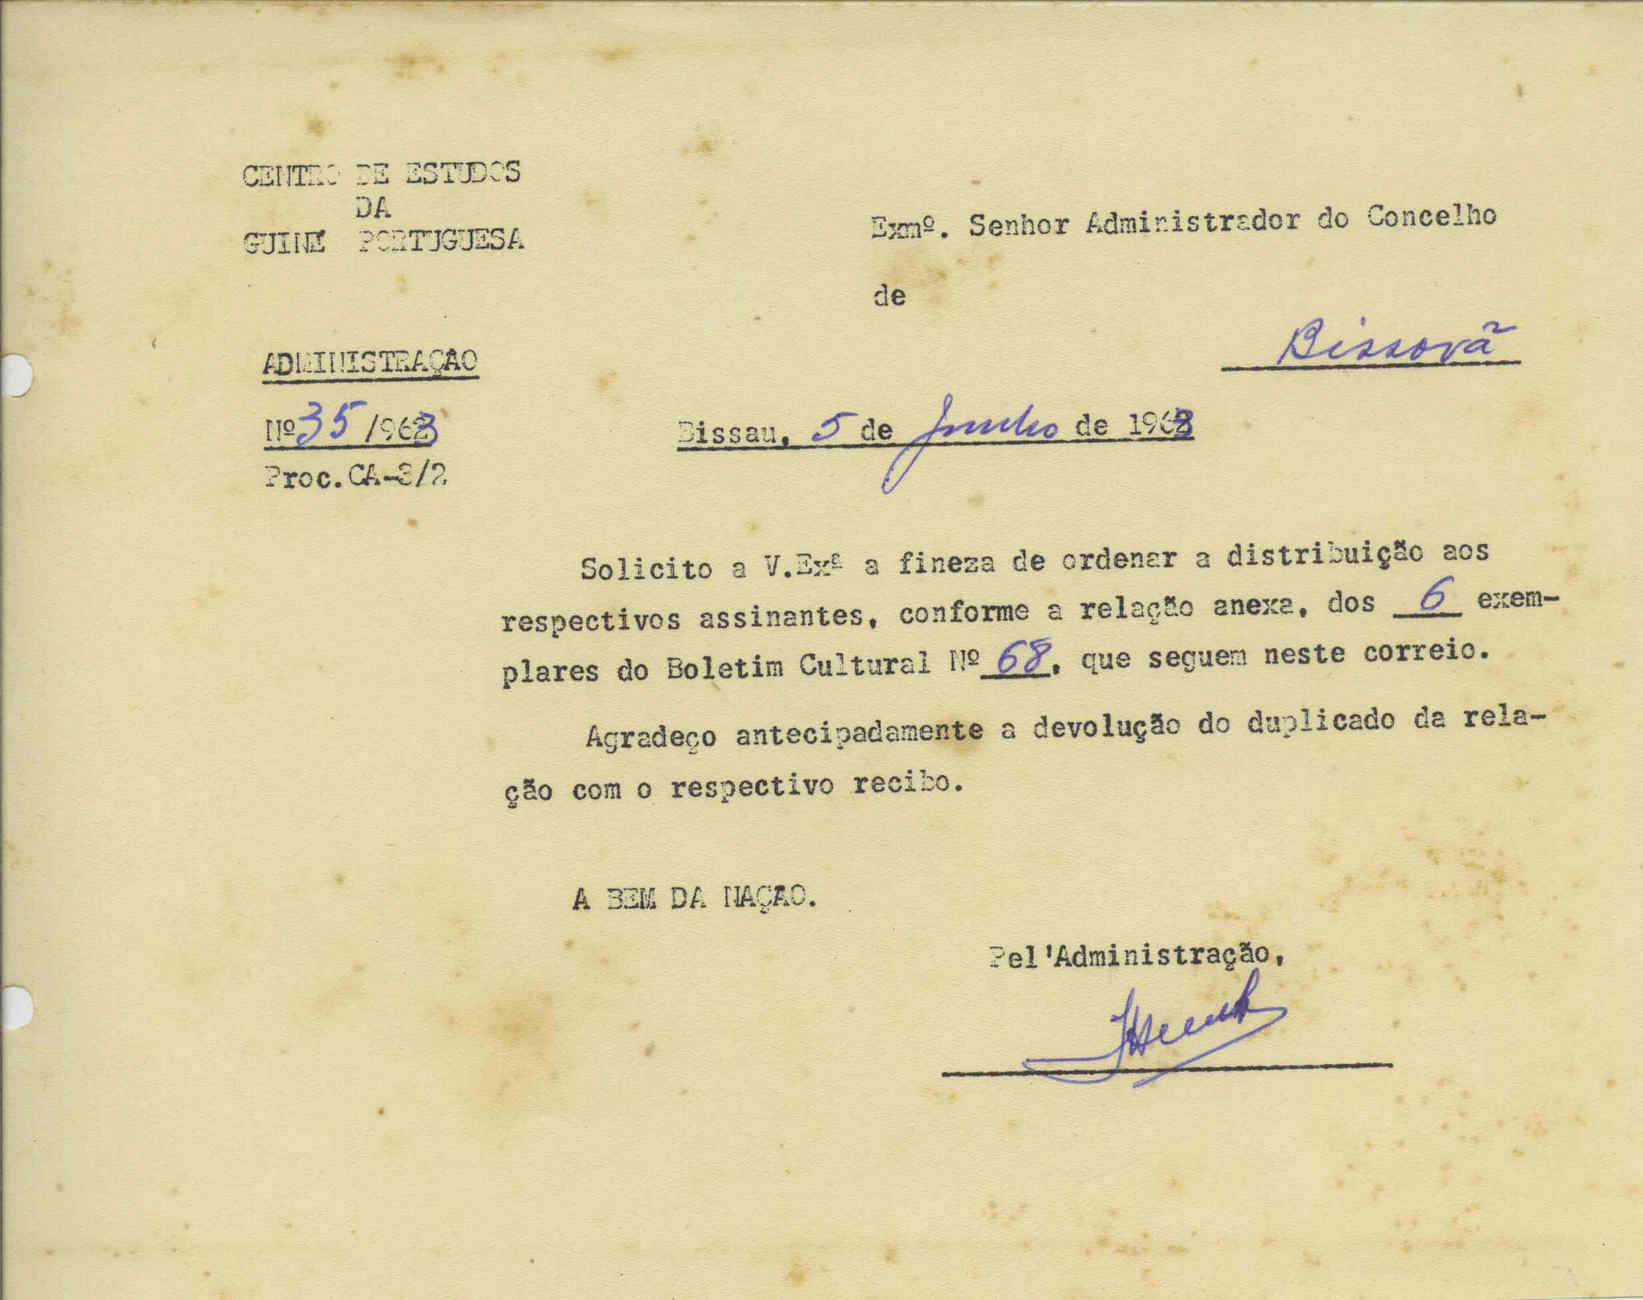 CENTRO DE ESTUDOS
DA
GUINÉ PORTUGUESA
Exmº. Senhor Administrador do Concelho
de
Bissorã
ADMINISTRAÇÃO
Nº 35 /963
Bissau, 5 de Junho de 1963
Proc.CA-3/2
Solicito a V.Exª a fineza de ordenar a distribuição aos
respectivos assinantes, conforme a relação anexa, dos 6 exem-
plares do Boletim Cultural Nº 68, que seguem neste correio.
Agradeço antecipadamente a devolução do duplicado da rela-
ção com o respectivo recibo.
A BEM DA NAÇÃO.
Pel'Administração,